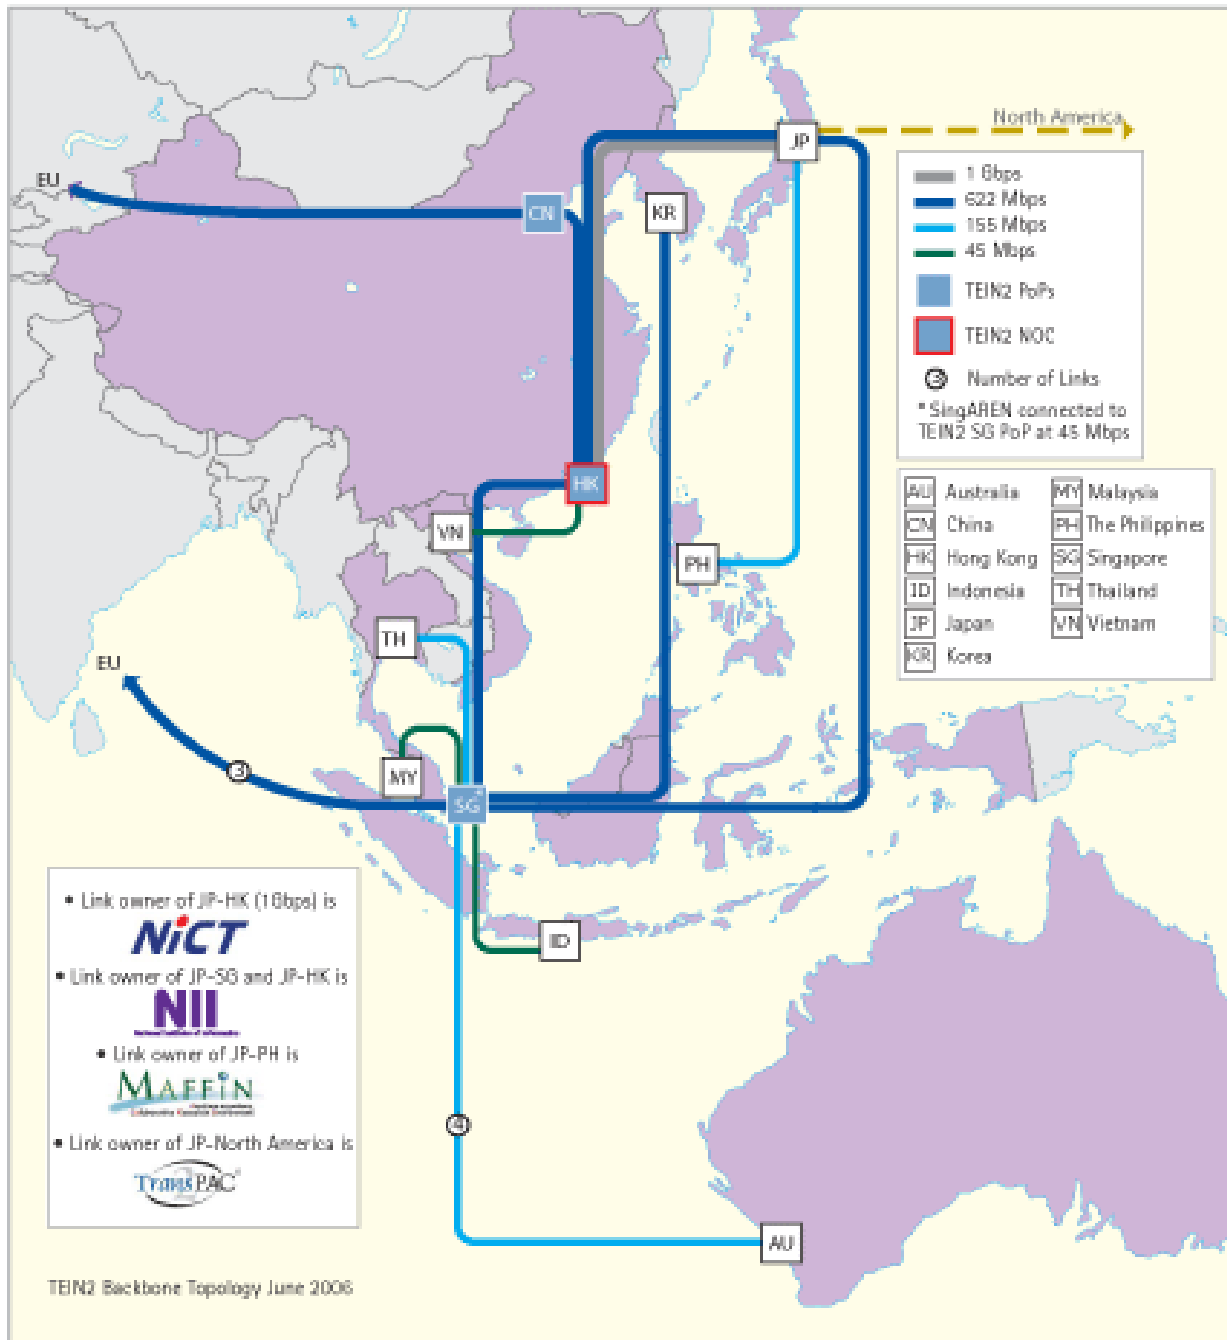 North America
JP
EU
CN
KR
1 Gbps
622 Mbps
155 Mbps
45 Mbps
TEIN2 PoPs
TEIN2 NOC
3 Number of Links
* SingAREN connected to
TEIN2 SG PoP at 45 Mbps
HK
VN
PH
TH
EU
3
MY
SG*
ID
AU Australia
CN China
HK Hong Kong
ID Indonesia
JP Japan
KR Korea
MY Malaysia
PH The Philippines
SG Singapore
TH Thailand
VN Vietnam
• Link owner of JP-HK (1Gbps) is
NiCT
• Link owner of JP-SG and JP-HK is
NII
National Institute of Informatics
• Link owner of JP-PH is
MAFFiN
• Link owner of JP-North America is
TransPAC
4
AU
TEIN2 Backbone Topology June 2006